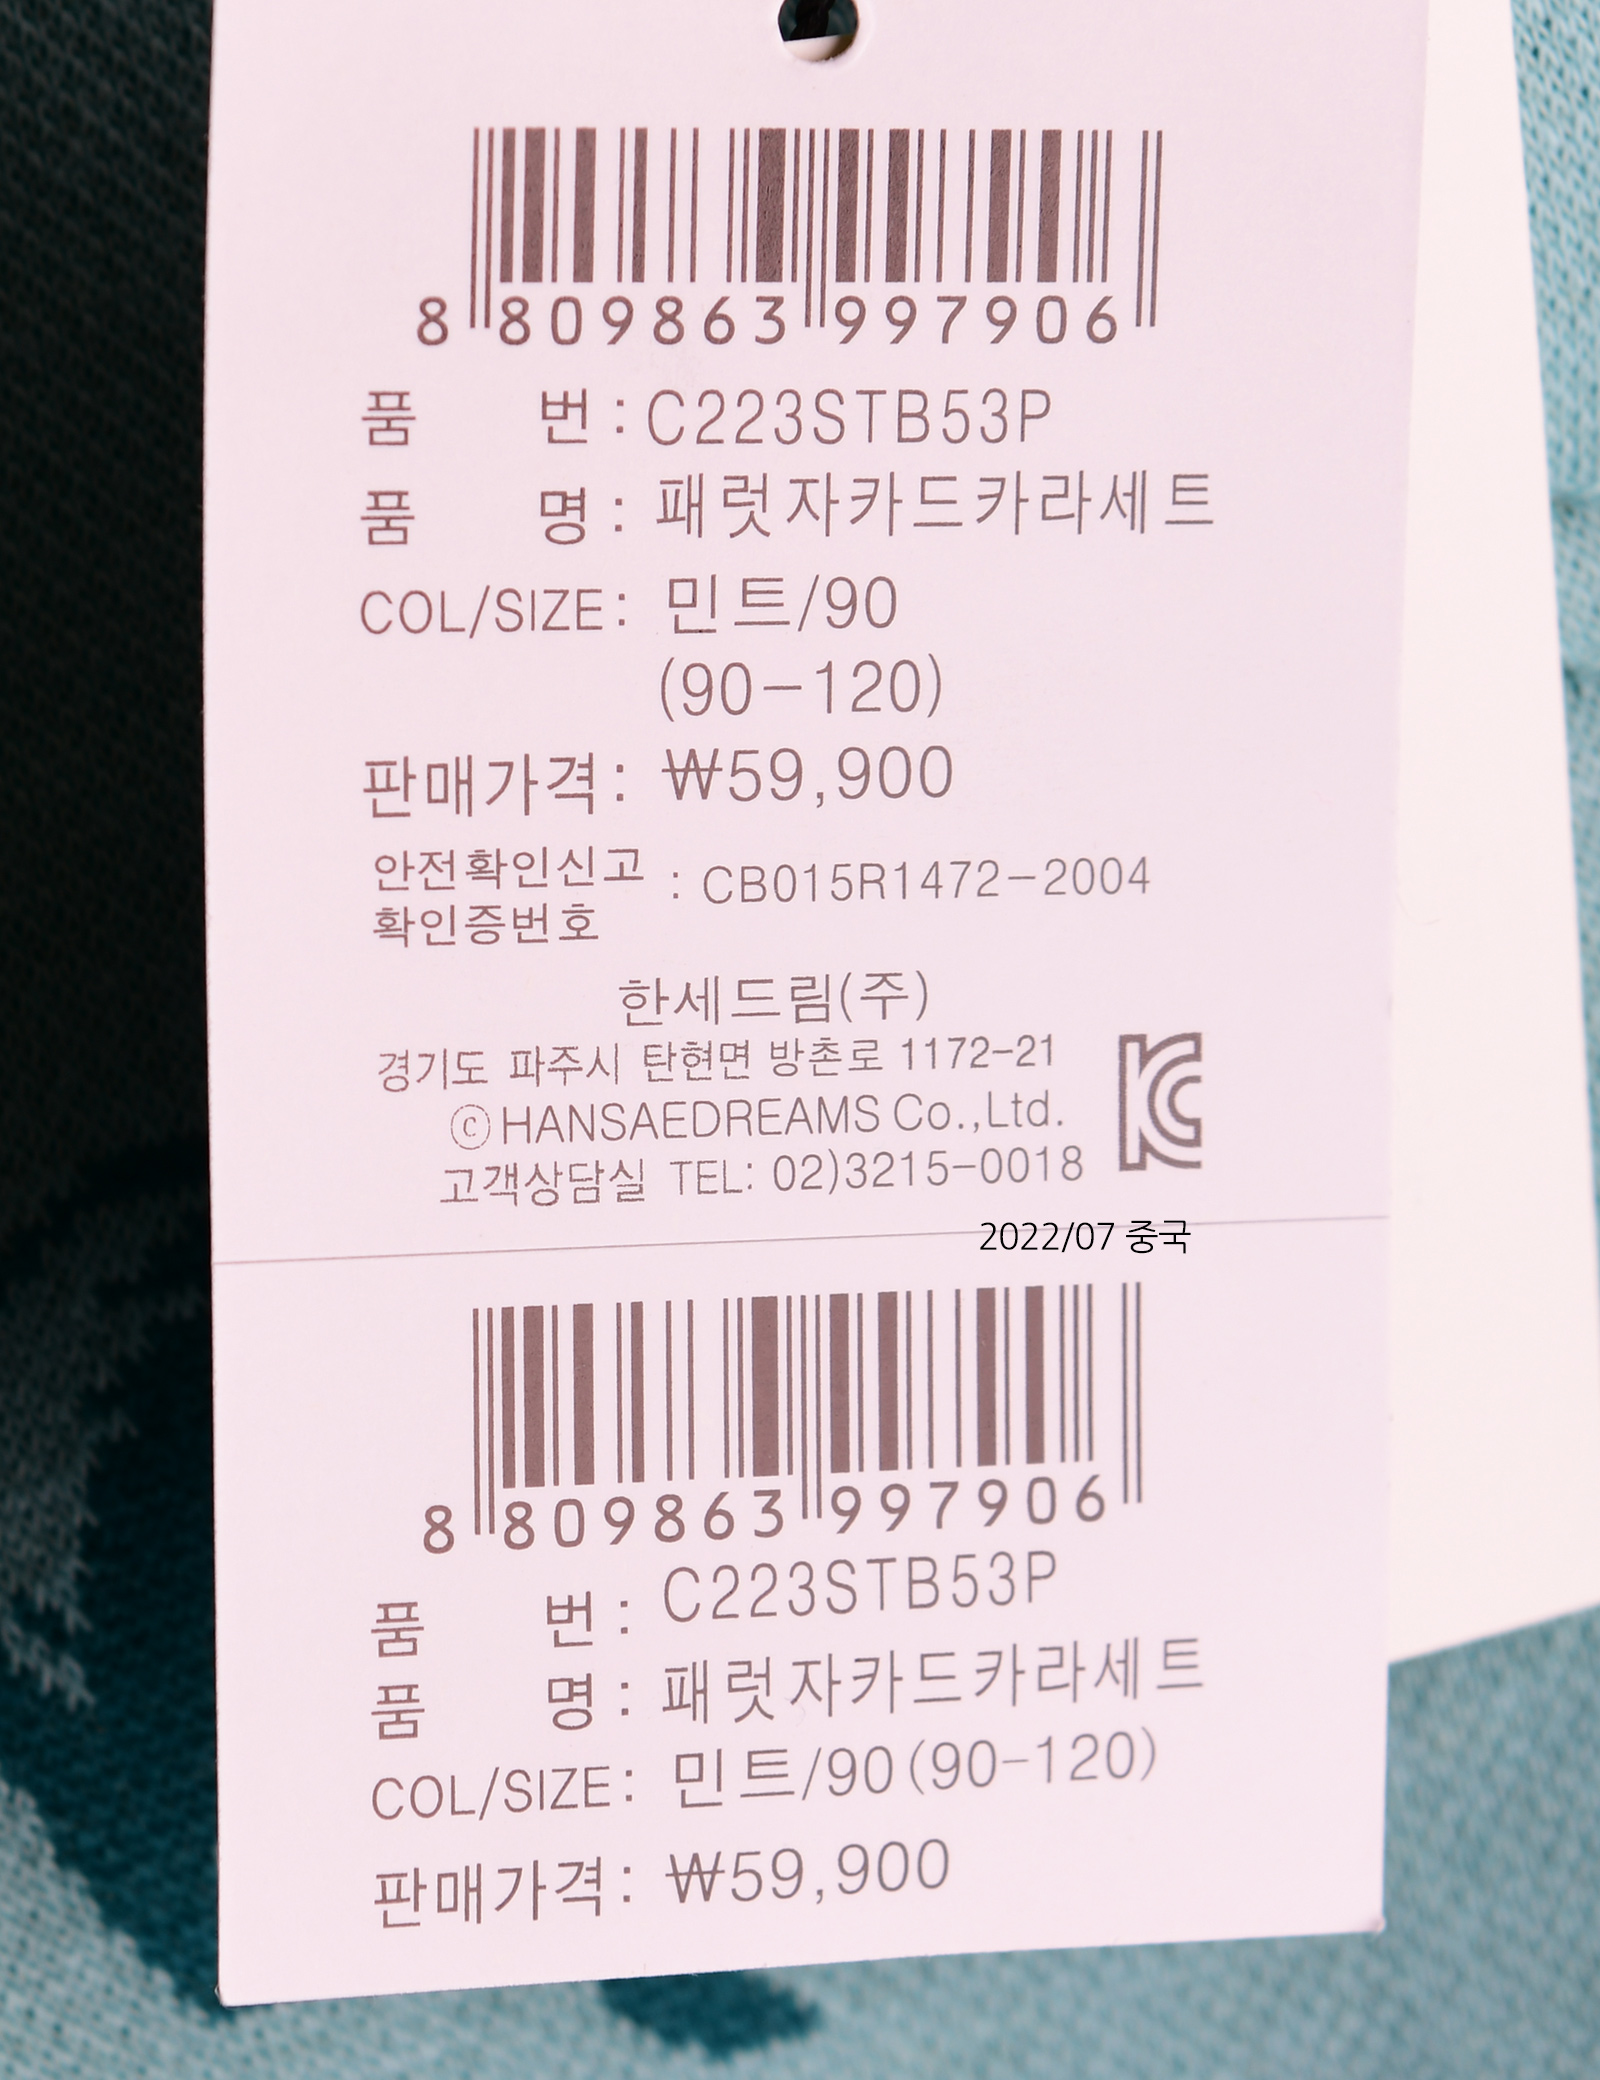 8 809863 997906
품 번 : C223STB53P
품 명 : 패럿자카드카라세트
COL/SIZE : 민트/90
(90-120)
판매가격 : ₩59,900
안전확인신고
확인증번호 : CB015R1472-2004
한세드림(주)
경기도 파주시 탄현면 방촌로 1172-21
ⓒHANSAEDREAMS Co.,Ltd.
고객상담실 TEL: 02)3215-0018
KC
2022/07 중국
8 809863 997906
품 번 : C223STB53P
품 명 : 패럿자카드카라세트
COL/SIZE : 민트/90(90-120)
판매가격 : ₩59,900